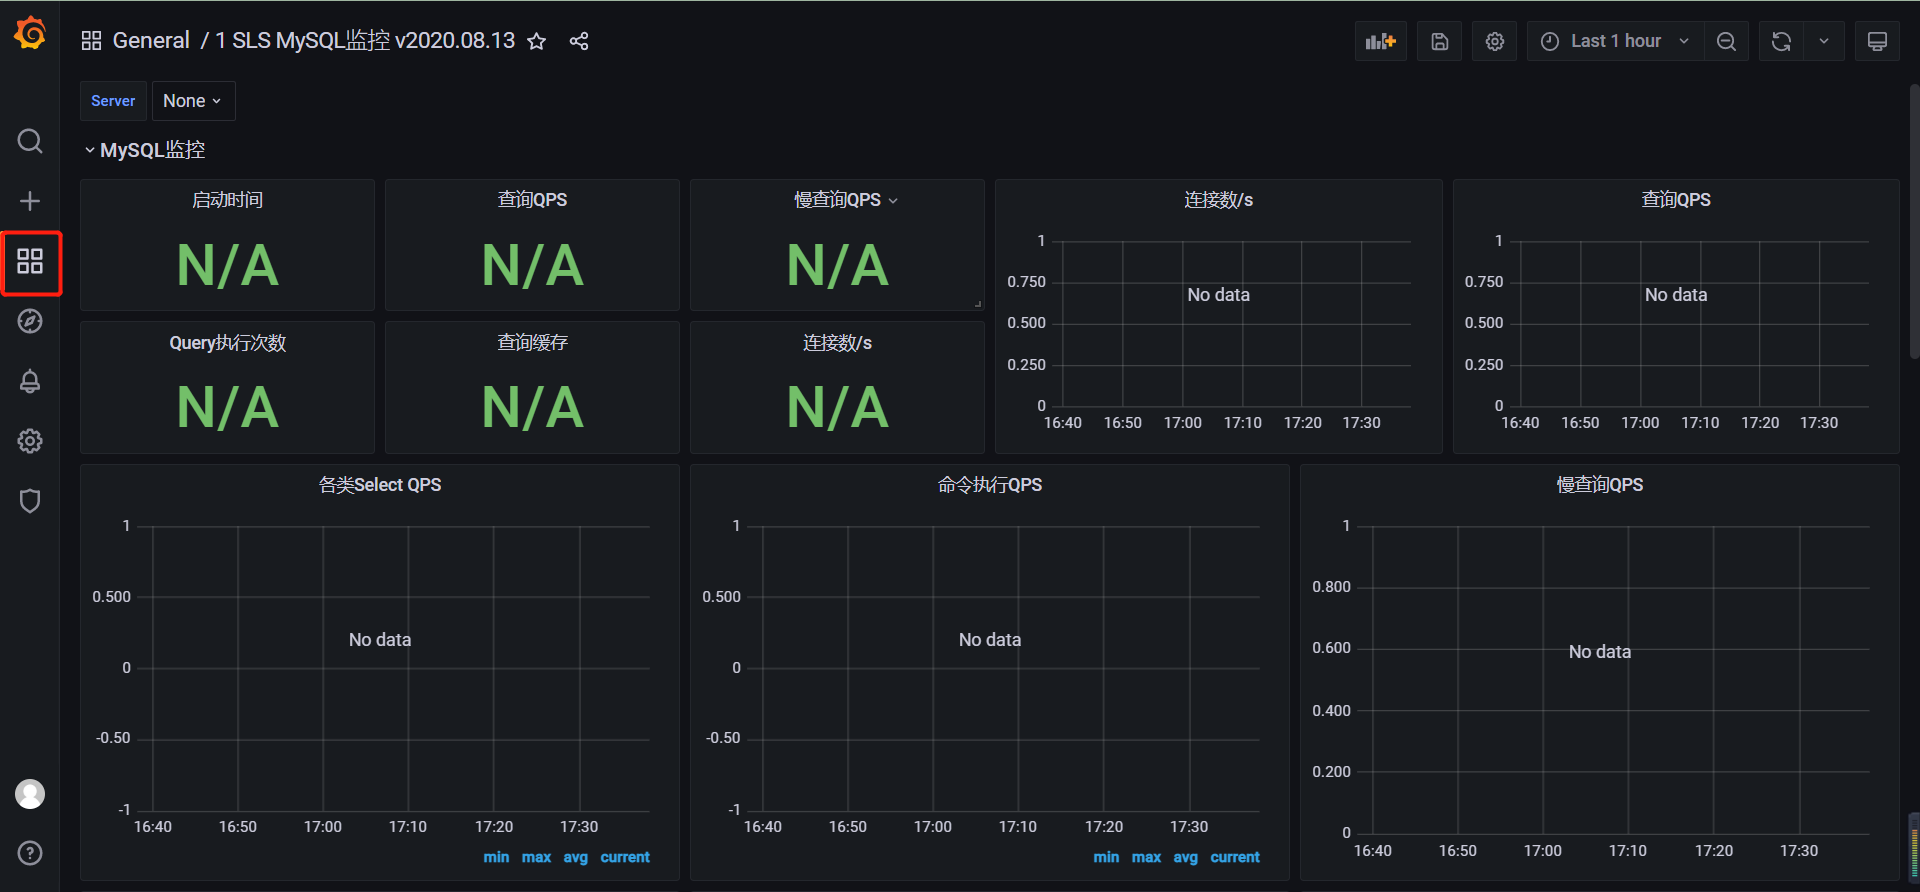 General / 1 SLS MySQL监控 v2020.08.13
Last 1 hour
Server
None
MySQL监控
启动时间
N/A
查询QPS
N/A
慢查询QPS
N/A
Query执行次数
N/A
查询缓存
N/A
连接数/s
N/A
连接数/s
1
0.750
0.500
0.250
0
No data
16:40 16:50 17:00 17:10 17:20 17:30
查询QPS
1
0.750
0.500
0.250
0
No data
16:40 16:50 17:00 17:10 17:20 17:30
各类Select QPS
1
0.500
0
-0.50
-1
No data
16:40 16:50 17:00 17:10 17:20 17:30
min max avg current
命令执行QPS
1
0.500
0
-0.50
-1
No data
16:40 16:50 17:00 17:10 17:20 17:30
min max avg current
慢查询QPS
1
0.800
0.600
0.400
0.200
0
No data
16:40 16:50 17:00 17:10 17:20 17:30